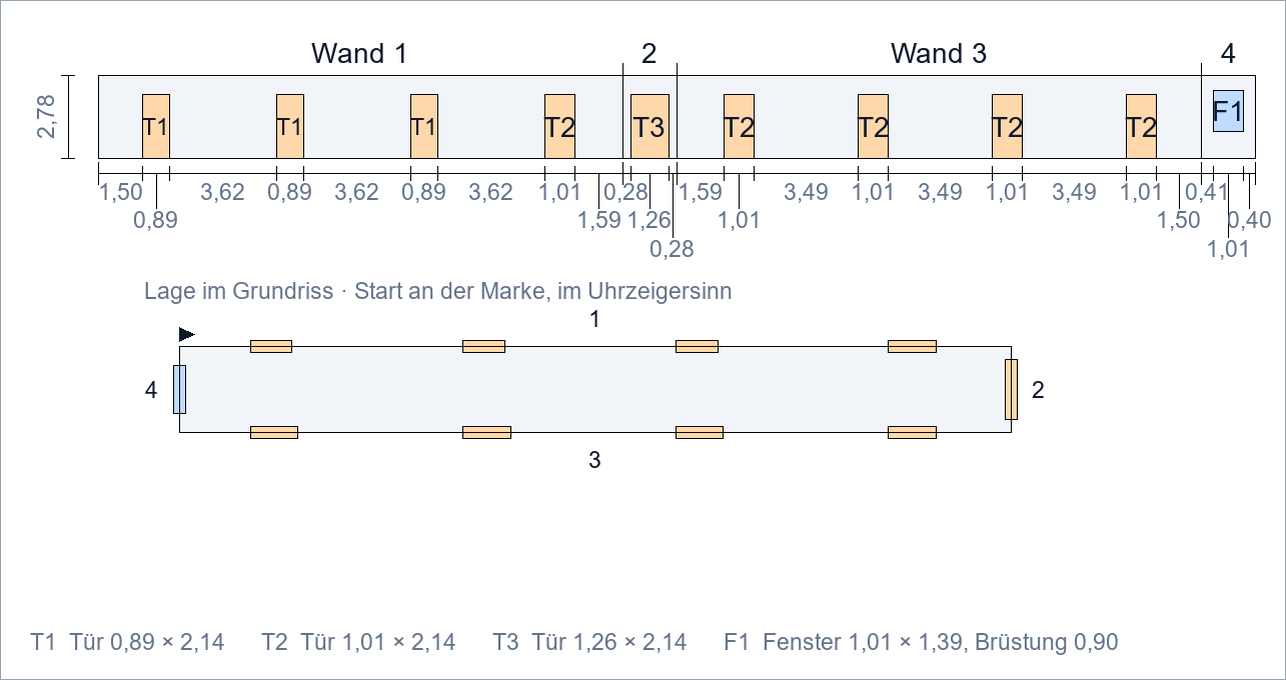 Wand 1 2 Wand 3 4
2,78
T1 T1 T1 T2 T3 T2 T2 T2 T2 F1
1,50 3,62 0,89 3,62 0,89 3,62 1,01 0,28 1,59 3,49 1,01 3,49 1,01 3,49 1,01 0,41
0,89 1,59 1,26 1,01 1,50 0,40
0,28 1,01
Lage im Grundriss · Start an der Marke, im Uhrzeigersinn
1
4 2
3
T1 Tür 0,89 × 2,14 T2 Tür 1,01 × 2,14 T3 Tür 1,26 × 2,14 F1 Fenster 1,01 × 1,39, Brüstung 0,90